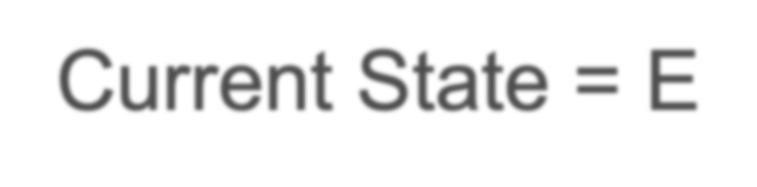 Current State = E